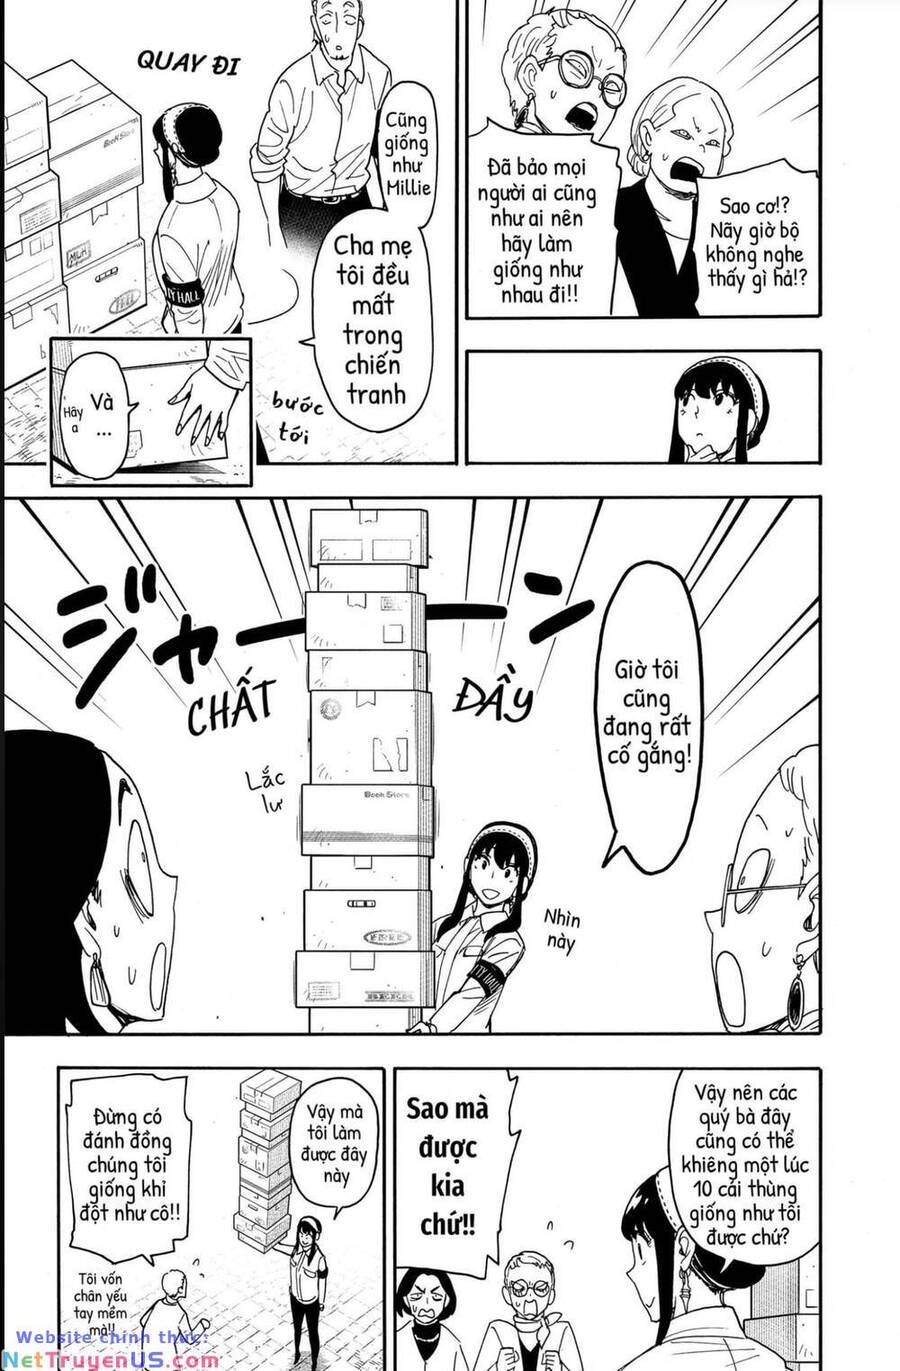 Đã bảo mọi
người ai cũng
như ai nên
hãy làm
giống như
nhau đi!!
Sao cơ!?
Nãy giờ bộ
không nghe
thấy gì hả!?
QUAY ĐI
Cũng
giống
như
Millie
Cha mẹ
tôi đều
mất
trong
chiến
tranh
Book Store
MLH
Y HALL
bước
tới
Và
...
Hây
a
ジャーン
CHẤT
ĐẦY
Lắc
lư
Book Store
Giờ tôi
cũng
đang rất
cố gắng!
Nhìn
này
Vậy nên các
quý bà đây
cũng có thể
khiêng một lúc
10 cái thùng
giống như tôi
được chứ?
Sao mà
được
kia
chứ!!
Vậy mà
tôi làm
được đây
này
Đừng có
đánh đồng
chúng tôi
giống khỉ
đột như cô!!
Tôi vốn
chân yếu
tay mềm
mà!!
Website chính thức:
NetTruyenUS.com